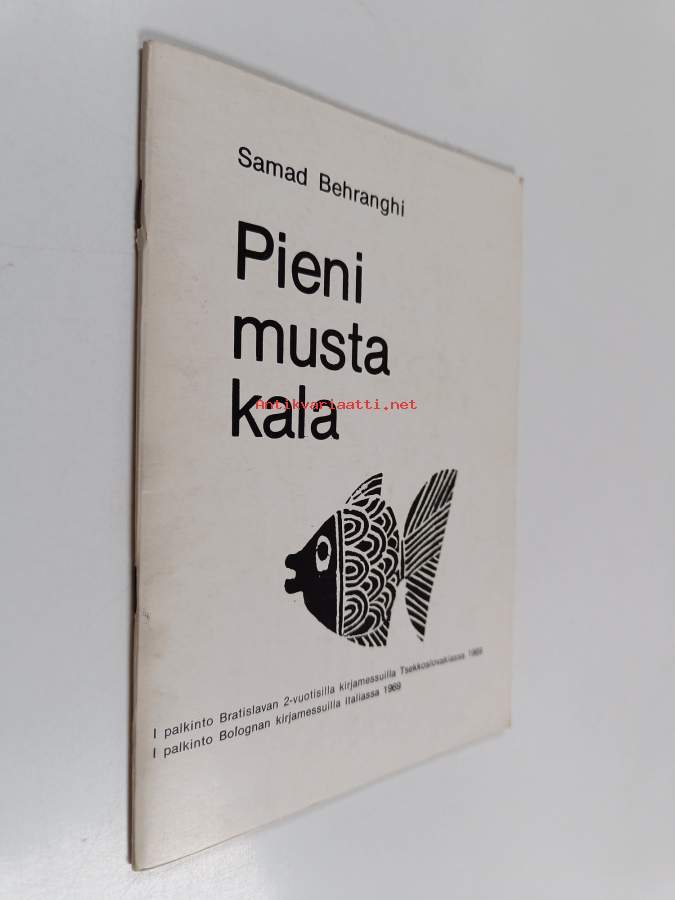 Samad Behranghi
Pieni
musta
kala
Antikvariaatti.net
I palkinto Bratislavan 2-vuotisilla kirjamessuilla Tsekkoslovakiassa 1969
I palkinto Bolognan kirjamessuilla Italiassa 1969